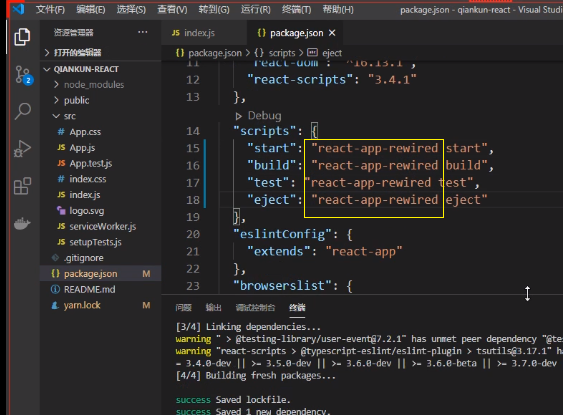 文件(F) 编辑(E) 选择(S) 查看(V) 转到(G) 运行(R) 终端(T) 帮助(H) package.json - qiankun-react - Visual Studio
资源管理器 ···
打开的编辑器
QIANKUN-REACT
node_modules
public
src
# App.css
JS App.js
JS App.test.js
# index.css
JS index.js
logo.svg
JS serviceWorker.js
JS setupTests.js
.gitignore
{} package.json M
README.md
yarn.lock M
2
JS index.js
{} package.json ×
{} package.json > {} scripts > eject
11 "react-dom": "^16.13.1",
12 "react-scripts": "3.4.1"
13 },
Debug
14 "scripts": {
15 "start": "react-app-rewired start",
16 "build": "react-app-rewired build",
17 "test": "react-app-rewired test",
18 "eject": "react-app-rewired eject"
19 },
20 "eslintConfig": {
21 "extends": "react-app"
22 },
23 "browserslist": {
问题 输出 调试控制台 终端
[3/4] Linking dependencies...
warning " > @testing-library/user-event@7.2.1" has unmet peer dependency "@te
warning "react-scripts > @typescript-eslint/eslint-plugin > tsutils@3.17.1" ha
= 3.4.0-dev || >= 3.5.0-dev || >= 3.6.0-dev || >= 3.6.0-beta || >= 3.7.0-dev
[4/4] Building fresh packages...
success Saved lockfile.
success Saved 1 new dependency.